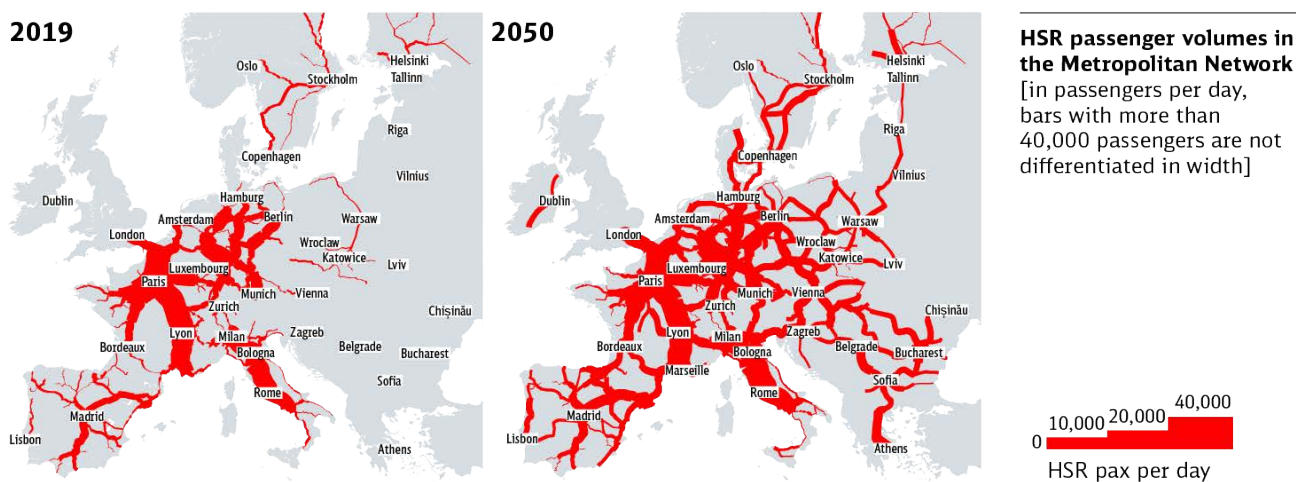 2019
Oslo
Stockholm
Helsinki
Tallinn
Riga
Copenhagen
Vilnius
Dublin
Hamburg
Amsterdam
Berlin
Warsaw
London
Wroclaw
Katowice
Lviv
Luxembourg
Paris
Munich
Vienna
Zurich
Chişinău
Lyon
Milan
Zagreb
Bordeaux
Bologna
Belgrade
Bucharest
Sofia
Rome
Madrid
Lisbon
Athens
2050
Oslo
Stockholm
Helsinki
Tallinn
Riga
Copenhagen
Vilnius
Dublin
Hamburg
Amsterdam
Berlin
Warsaw
London
Wroclaw
Katowice
Lviv
Luxembourg
Paris
Munich
Vienna
Zurich
Chişinău
Lyon
Milan
Zagreb
Bordeaux
Bologna
Belgrade
Bucharest
Marseille
Sofia
Rome
Madrid
Lisbon
Athens
HSR passenger volumes in
the Metropolitan Network
[in passengers per day,
bars with more than
40,000 passengers are not
differentiated in width]
0 10,000 20,000 40,000
HSR pax per day